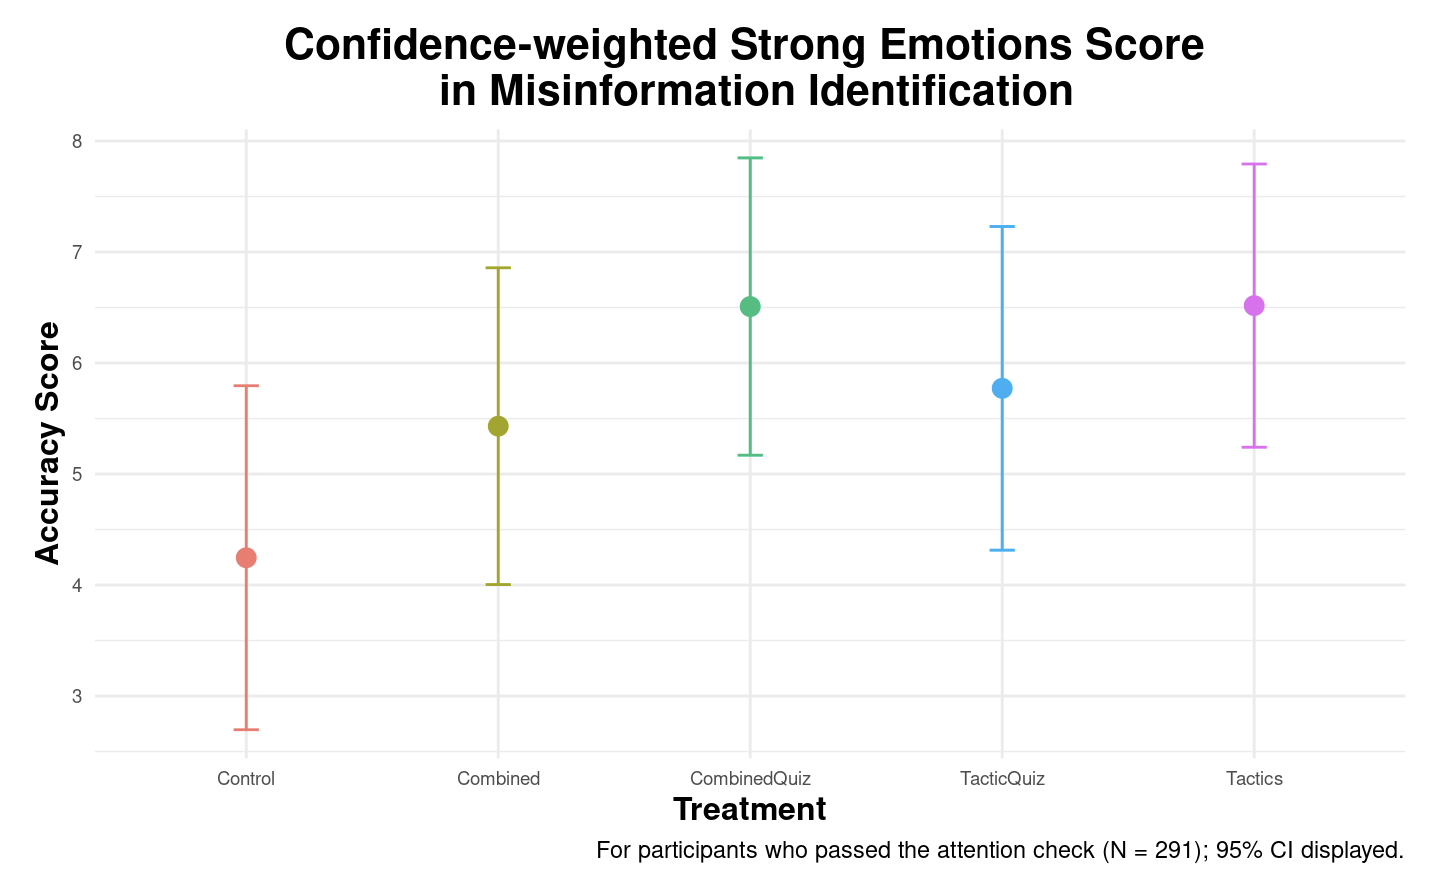 Confidence-weighted Strong Emotions Score
in Misinformation Identification
Accuracy Score
8
7
6
5
4
3
Control
Combined
CombinedQuiz
TacticQuiz
Tactics
Treatment
For participants who passed the attention check (N = 291); 95% CI displayed.